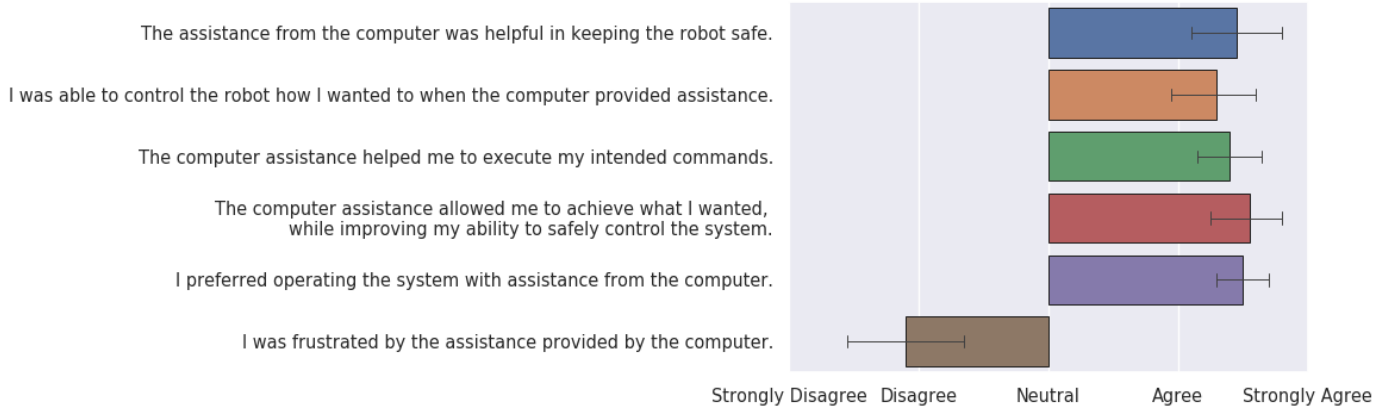 The assistance from the computer was helpful in keeping the robot safe.
I was able to control the robot how I wanted to when the computer provided assistance.
The computer assistance helped me to execute my intended commands.
The computer assistance allowed me to achieve what I wanted,
while improving my ability to safely control the system.
I preferred operating the system with assistance from the computer.
I was frustrated by the assistance provided by the computer.
Strongly Disagree Disagree Neutral Agree Strongly Agree